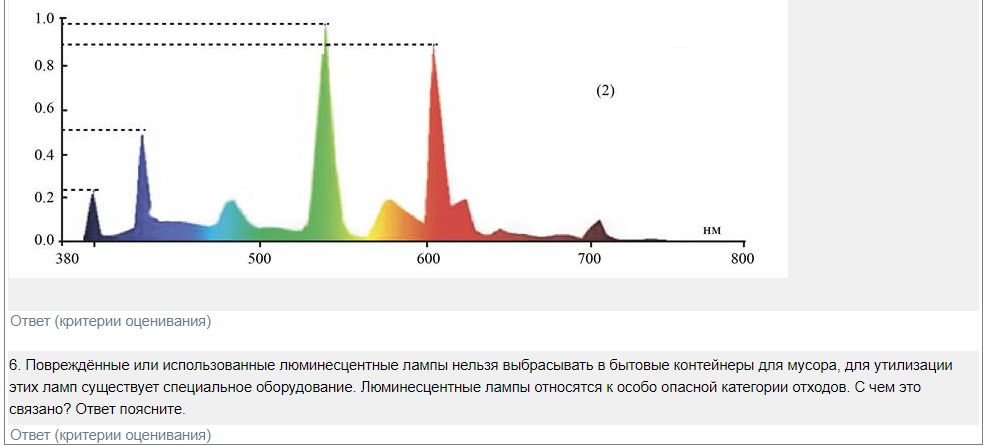 1.0
0.8
(2)
0.6
0.4
0.2
0.0
нм
380 500 600 700 800
Ответ (критерии оценивания)
6. Повреждённые или использованные люминесцентные лампы нельзя выбрасывать в бытовые контейнеры для мусора, для утилизации
этих ламп существует специальное оборудование. Люминесцентные лампы относятся к особо опасной категории отходов. С чем это
связано? Ответ поясните.
Ответ (критерии оценивания)